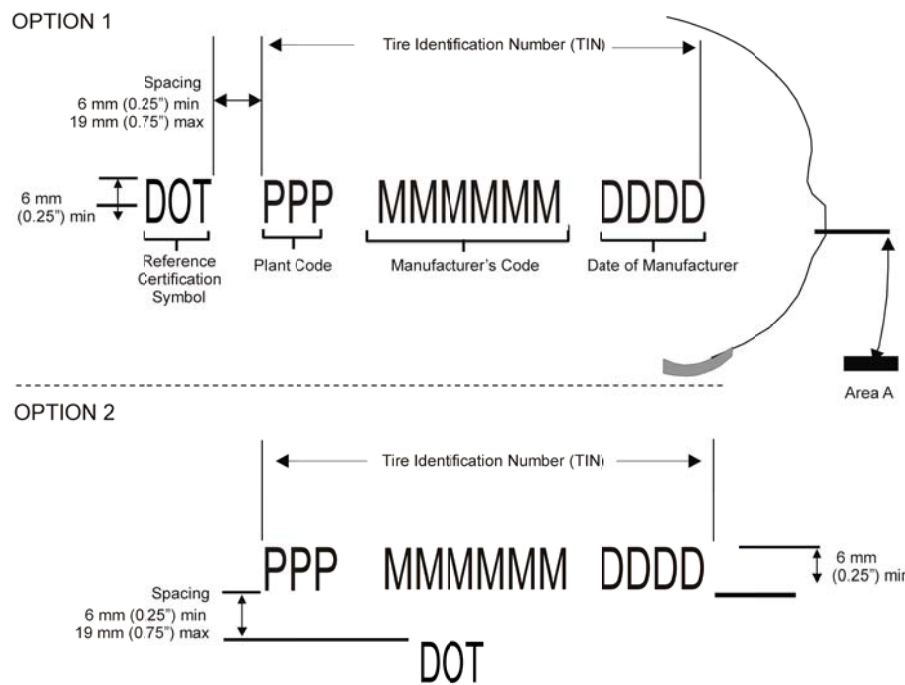 OPTION 1
Tire Identification Number (TIN)
Spacing
6 mm (0.25”) min
19 mm (0.75”) max
6 mm
(0.25”) min
DOT PPP MMMMMM DDDD
Reference
Certification
Symbol
Plant Code
Manufacturer’s Code
Date of Manufacturer
Area A
OPTION 2
Tire Identification Number (TIN)
PPP MMMMMM DDDD
6 mm
(0.25”) min
Spacing
6 mm (0.25”) min
19 mm (0.75”) max
DOT